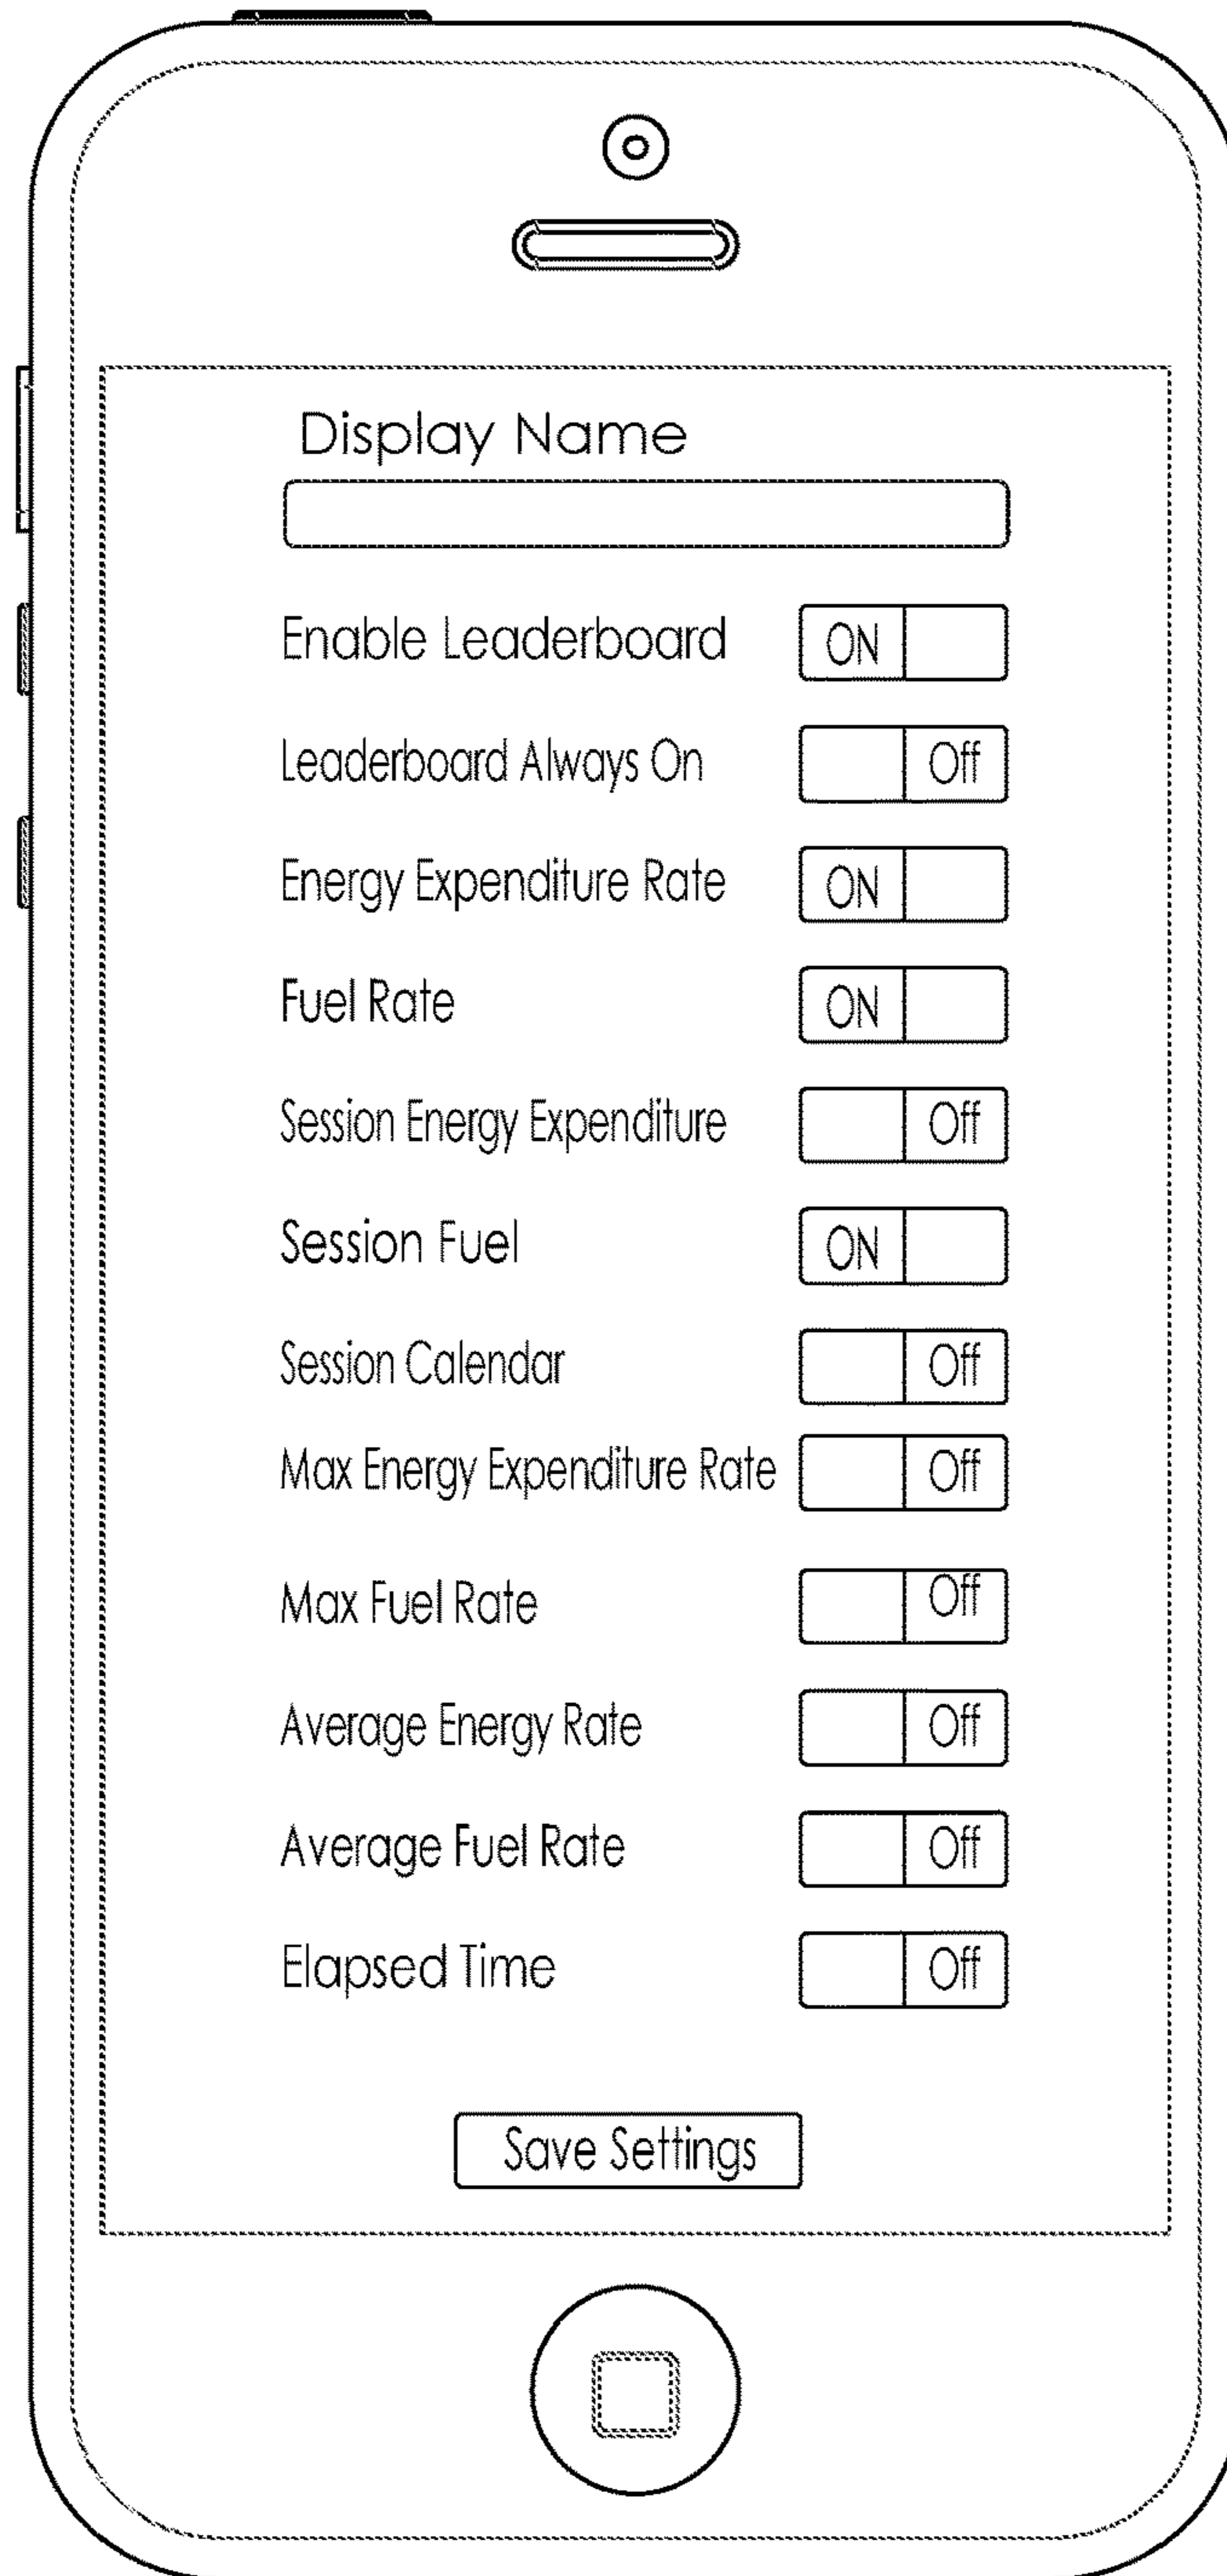 Display Name
Enable Leaderboard ON
Leaderboard Always On Off
Energy Expenditure Rate ON
Fuel Rate ON
Session Energy Expenditure Off
Session Fuel ON
Session Calendar Off
Max Energy Expenditure Rate Off
Max Fuel Rate Off
Average Energy Rate Off
Average Fuel Rate Off
Elapsed Time Off
Save Settings